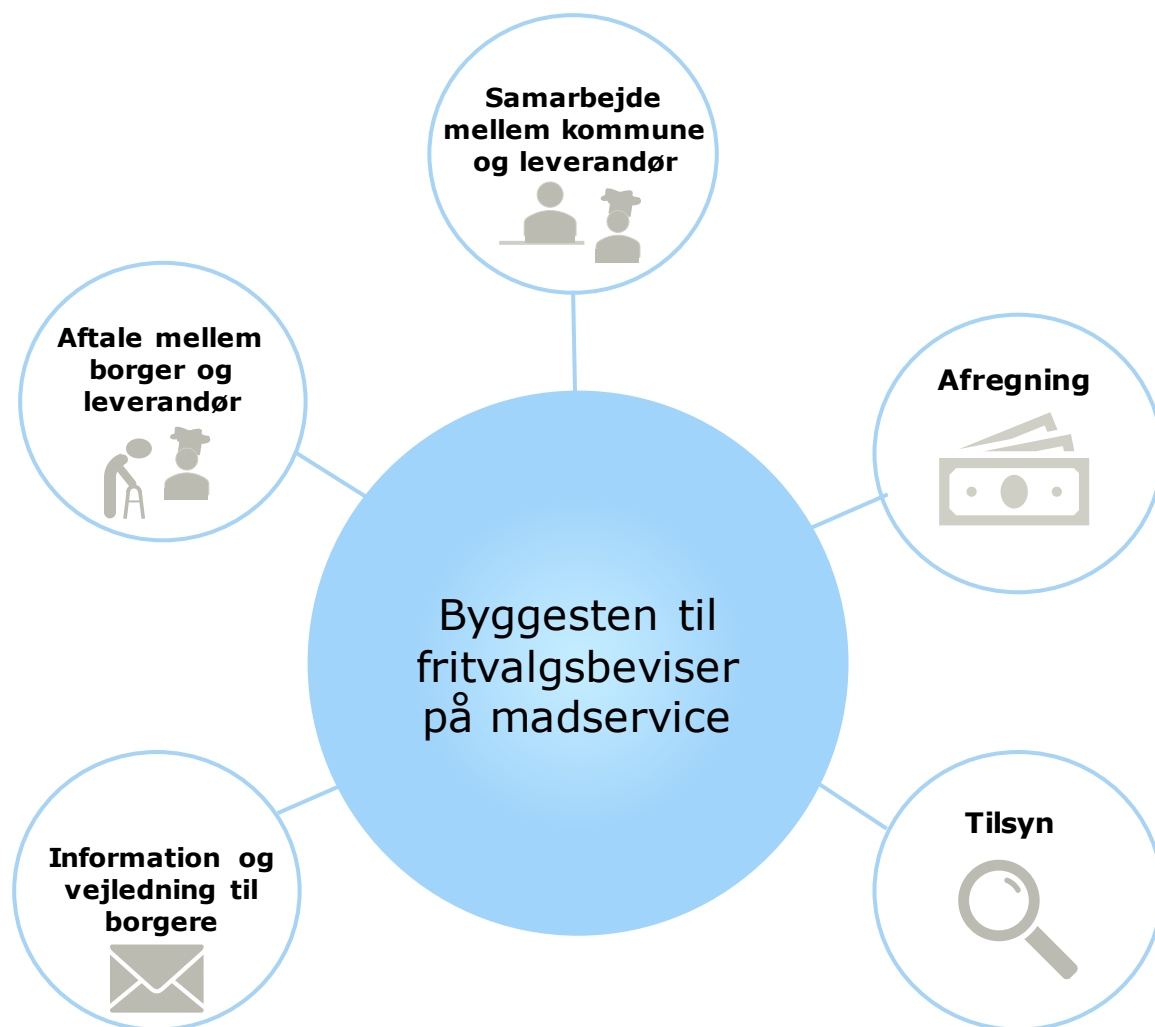 Samarbejde
mellem kommune
og leverandør
Aftale mellem
borger og
leverandør
Afregning
Byggesten til
fritvalgsbeviser
på madservice
Information og
vejledning til
borgere
Tilsyn